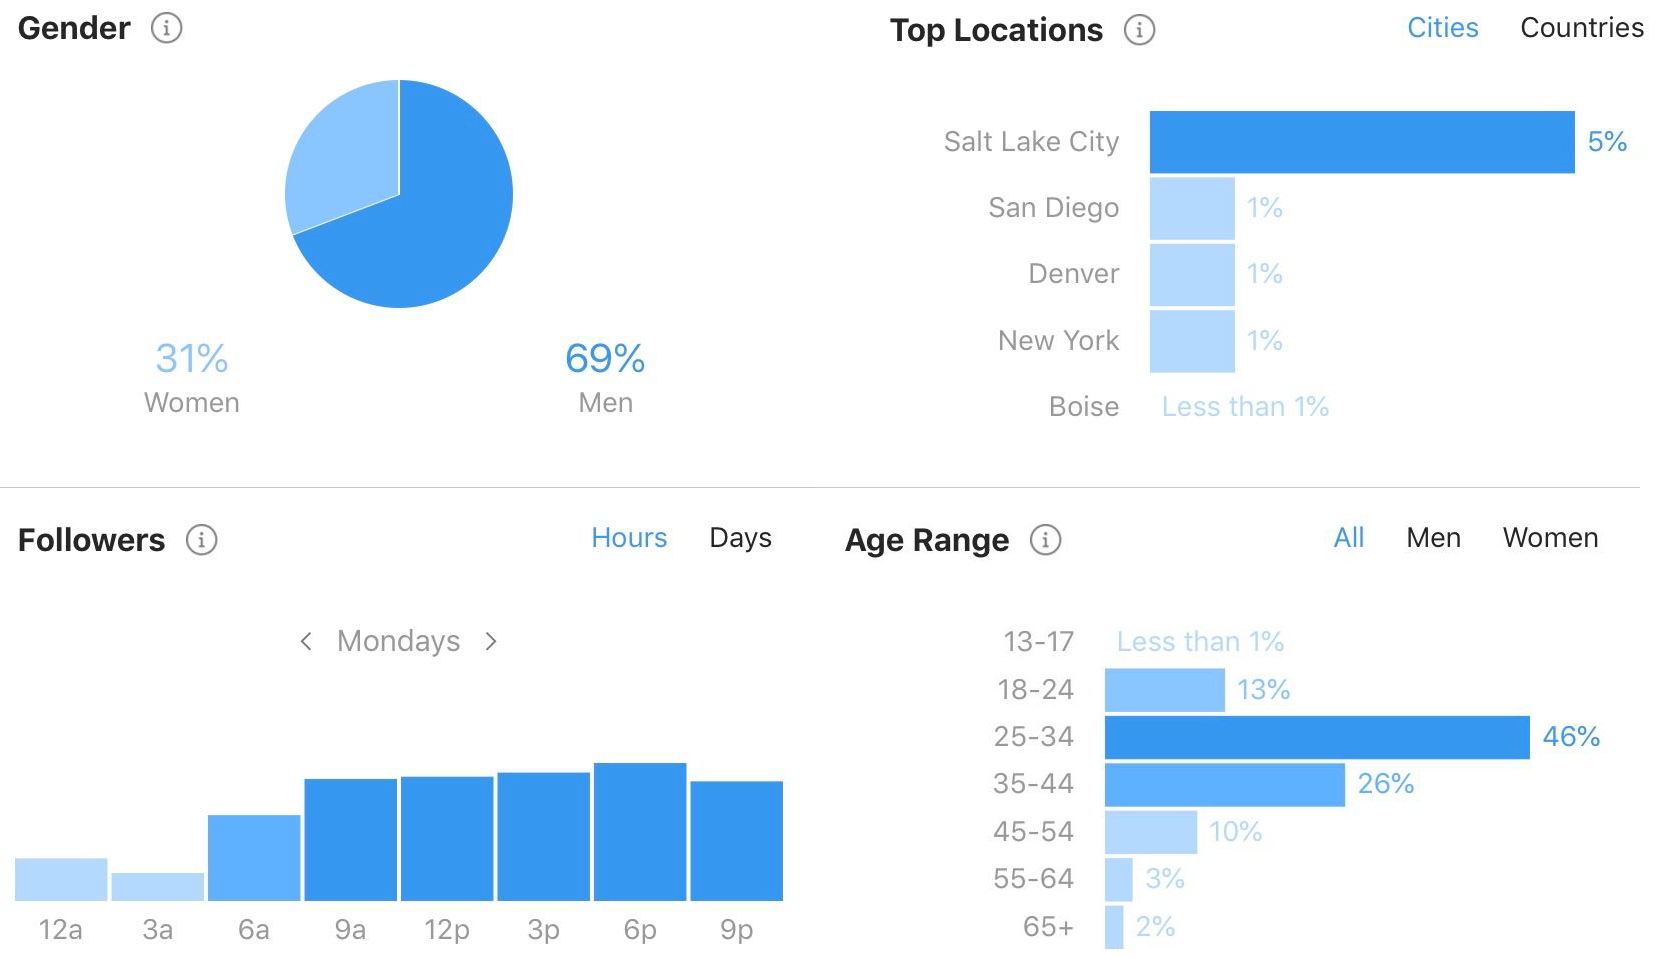 Gender
31%
Women
69%
Men
Top Locations
Cities Countries
Salt Lake City 5%
San Diego 1%
Denver 1%
New York 1%
Boise Less than 1%
Followers
Hours Days
Mondays
12a 3a 6a 9a 12p 3p 6p 9p
Age Range
All Men Women
13-17 Less than 1%
18-24 13%
25-34 46%
35-44 26%
45-54 10%
55-64 3%
65+ 2%